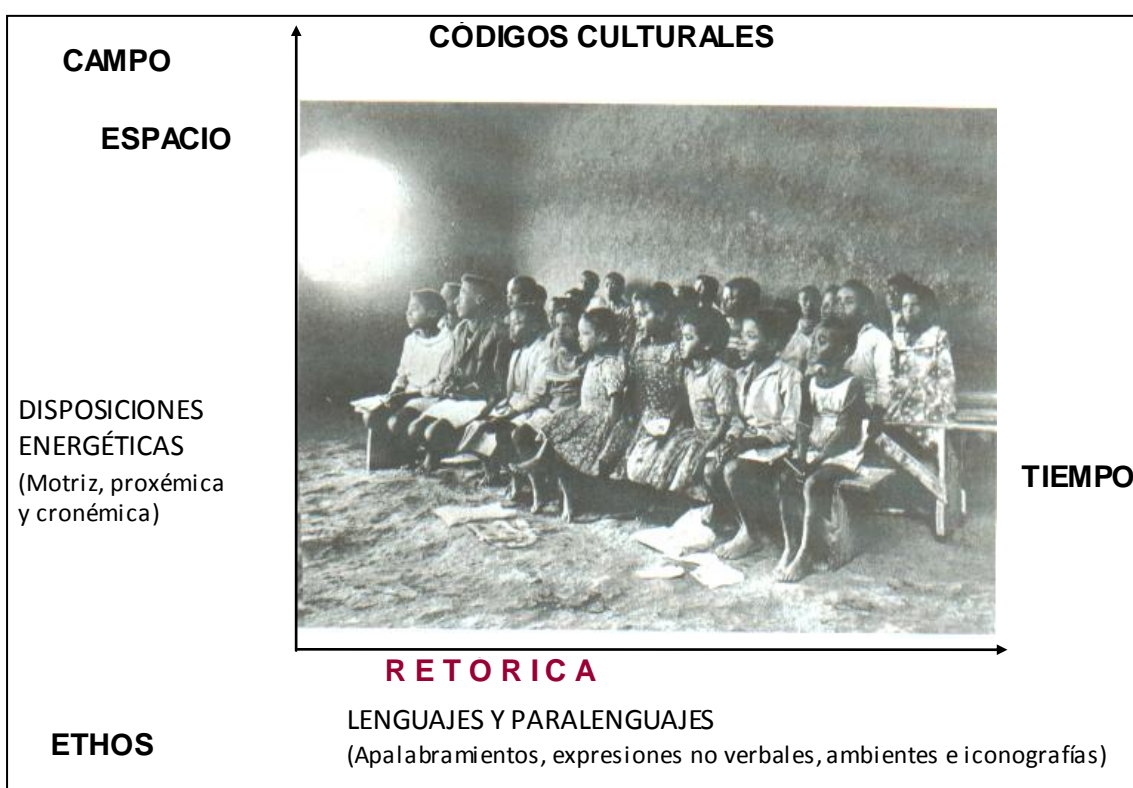 CÓDIGOS CULTURALES
CAMPO
ESPACIO
DISPOSICIONES
ENERGÉTICAS
(Motriz, proxémica
y cronémica)
TIEMPO
RETÓRICA
LENGUAJES Y PARALENGUAJES
(Apalabramientos, expresiones no verbales, ambientes e iconografías)
ETHOS